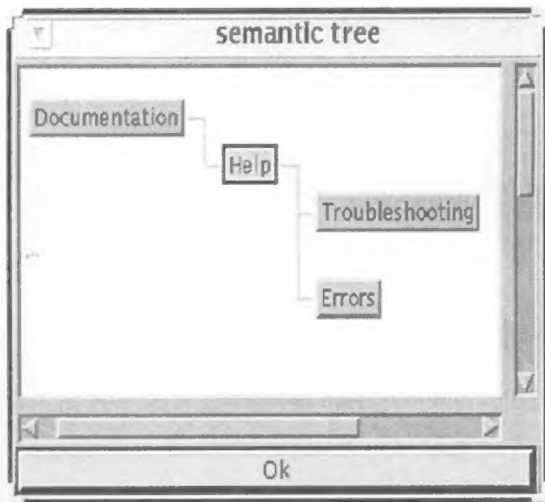 semantic tree
Documentation
Help
Troubleshooting
Errors
Ok